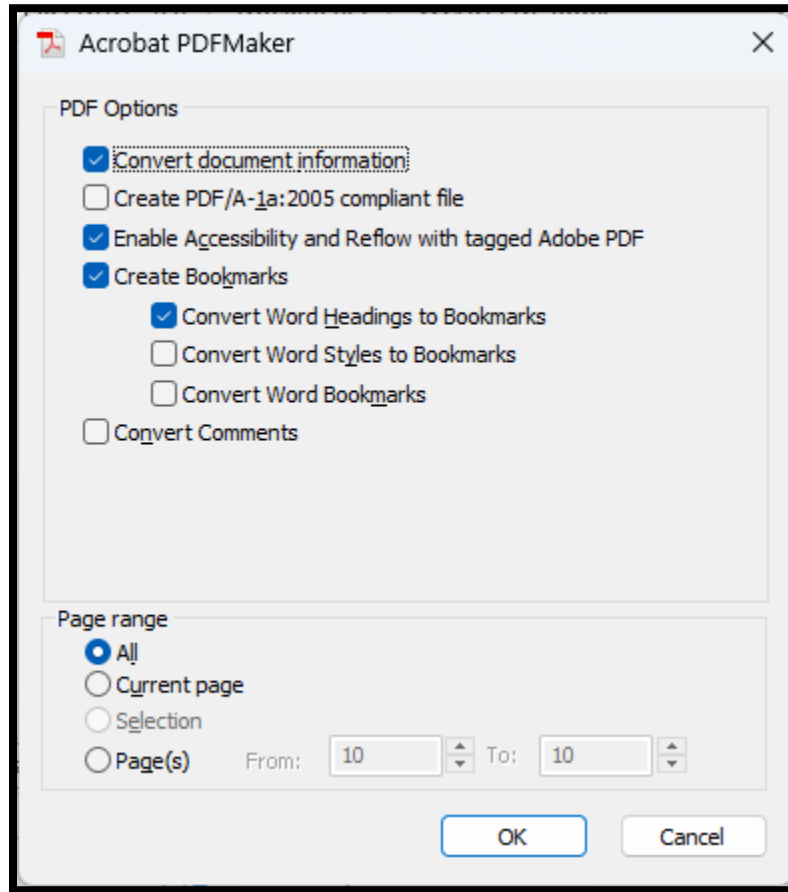 Acrobat PDFMaker
PDF Options
Convert document information
Create PDF/A-1a:2005 compliant file
Enable Accessibility and Reflow with tagged Adobe PDF
Create Bookmarks
Convert Word Headings to Bookmarks
Convert Word Styles to Bookmarks
Convert Word Bookmarks
Convert Comments
Page range
All
Current page
Selection
Page(s) From: 10 To: 10
OK Cancel